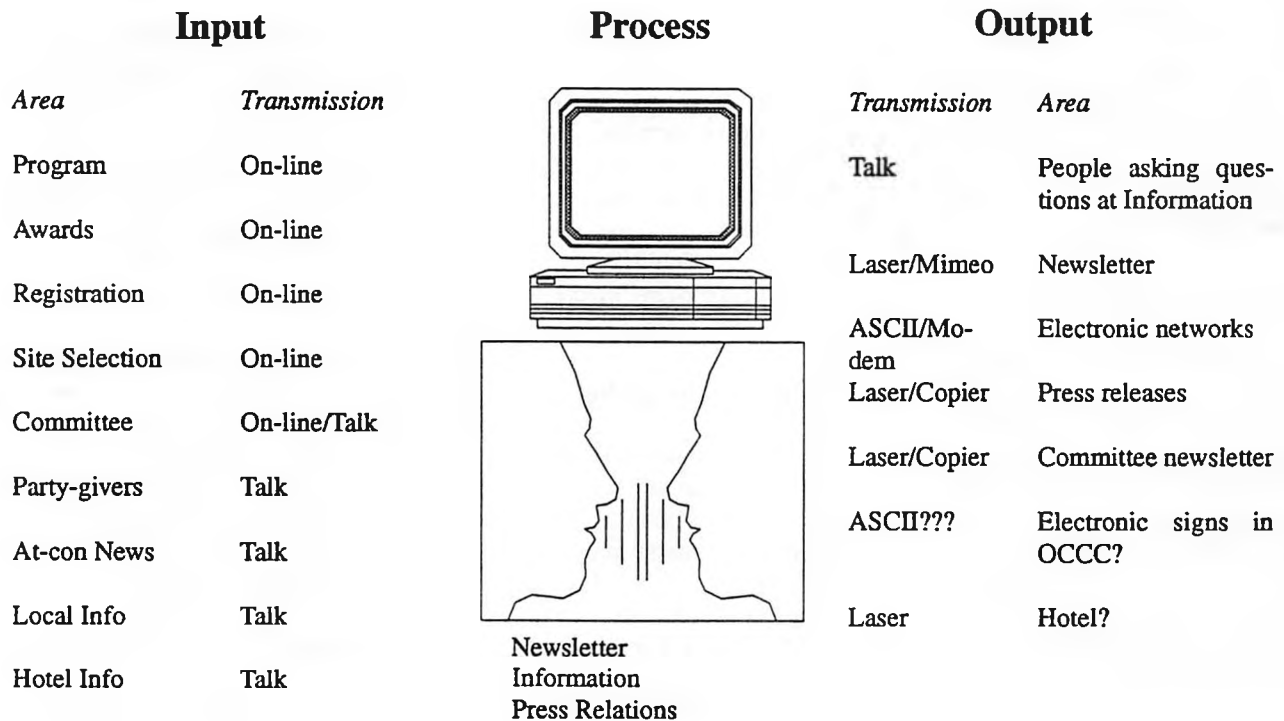 Input
Process
Output
Area Transmission
Program On-line
Awards On-line
Registration On-line
Site Selection On-line
Committee On-line/Talk
Party-givers Talk
At-con News Talk
Local Info Talk
Hotel Info Talk
Newsletter
Information
Press Relations
Transmission Area
Talk People asking ques-
tions at Information
Laser/Mimeo Newsletter
ASCII/Mo- Electronic networks
dem
Laser/Copier Press releases
Laser/Copier Committee newsletter
ASCII??? Electronic signs in
OCCC?
Laser Hotel?